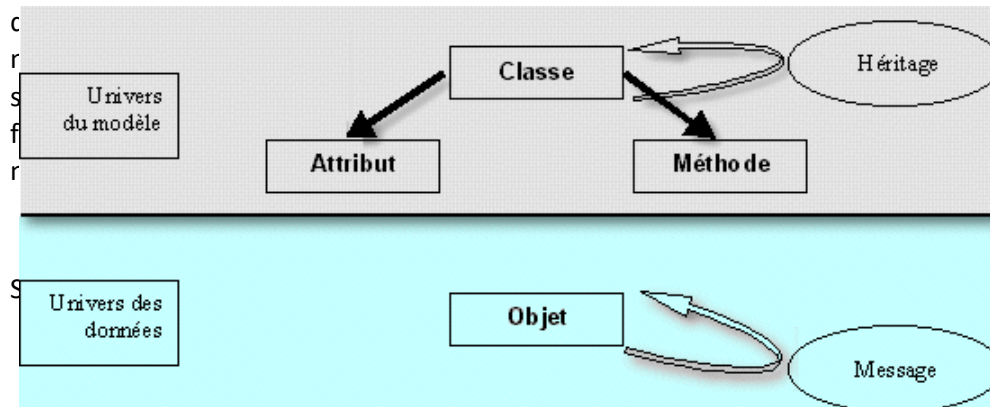 Classe
Héritage
Univers
du modèle
Attribut
Méthode
Univers des
données
Objet
Message